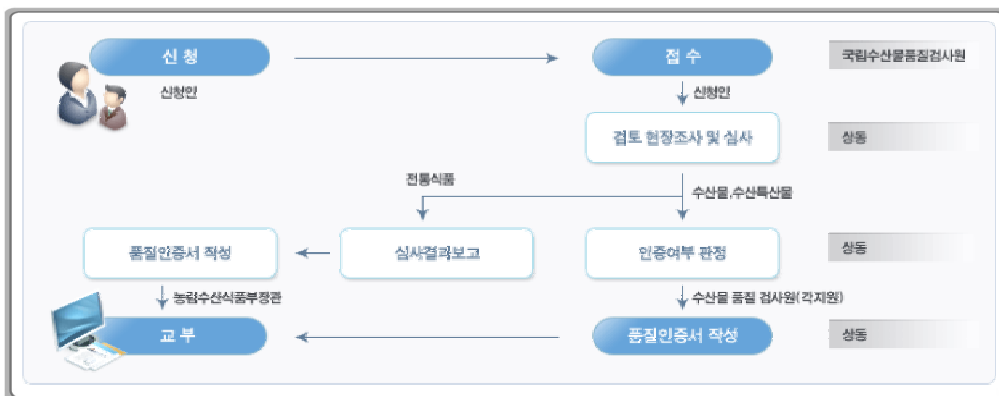 신 청
접 수
국립수산물품질검사원
신청인
신청인
검토 현장조사 및 심사
상동
전통식품
수산물,수산특산물
품질인증서 작성
심사결과보고
인증여부 판정
상동
농림수산식품부장관
수산물 품질 검사원(각지원)
교 부
품질인증서 작성
상동